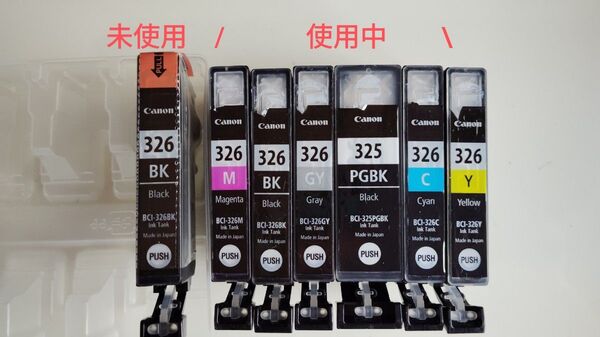 未使用 / 使用中 \
PULL
Canon
326
BK
Black
BCI-326BK
Ink Tank
Made in Japan
PUSH
Canon
326
M
Magenta
BCI-326M
Ink Tank
Made in Japan
PUSH
Canon
326
BK
Black
BCI-326BK
Ink Tank
Made in Japan
PUSH
Canon
326
GY
Gray
BCI-326GY
Ink Tank
Made in Japan
PUSH
Canon
325
PGBK
Black
BCI-325PGBK
Ink Tank
Made in Japan
PUSH
Canon
326
C
Cyan
BCI-326C
Ink Tank
Made in Japan
PUSH
Canon
326
Y
Yellow
BCI-326Y
Ink Tank
Made in Japan
PUSH